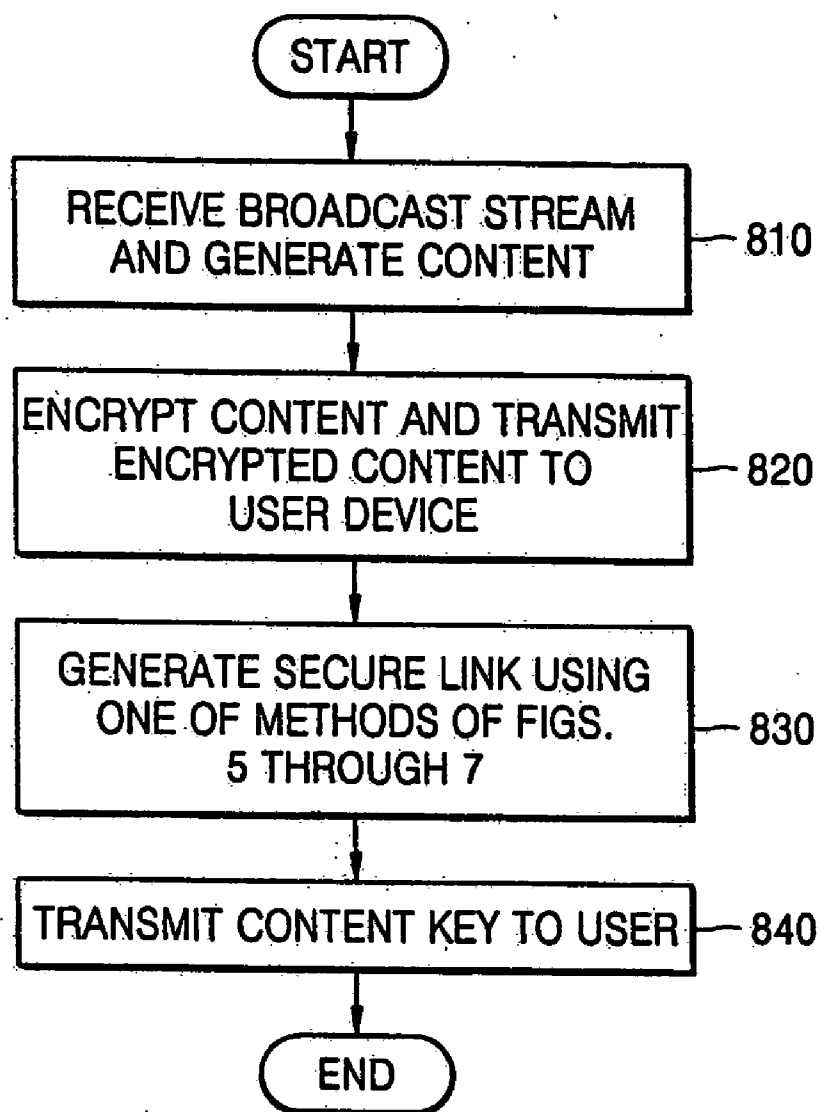 START
RECEIVE BROADCAST STREAM
AND GENERATE CONTENT
810
ENCRYPT CONTENT AND TRANSMIT
ENCRYPTED CONTENT TO
USER DEVICE
820
GENERATE SECURE LINK USING
ONE OF METHODS OF FIGS.
5 THROUGH 7
830
TRANSMIT CONTENT KEY TO USER
840
END